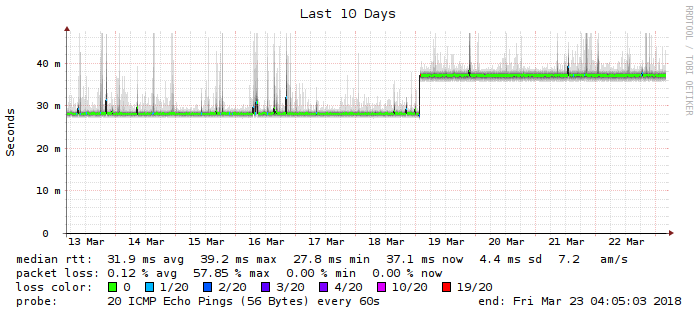 Last 10 Days
RRDTOOL / TOBI OETIKER
Seconds
40 m
30 m
20 m
10 m
0
13 Mar 14 Mar 15 Mar 16 Mar 17 Mar 18 Mar 19 Mar 20 Mar 21 Mar 22 Mar
median rtt: 31.9 ms avg 39.2 ms max 27.8 ms min 37.1 ms now 4.4 ms sd 7.2 am/s
packet loss: 0.12 % avg 57.85 % max 0.00 % min 0.00 % now
loss color: 0 1/20 2/20 3/20 4/20 10/20 19/20
probe: 20 ICMP Echo Pings (56 Bytes) every 60s end: Fri Mar 23 04:05:03 2018